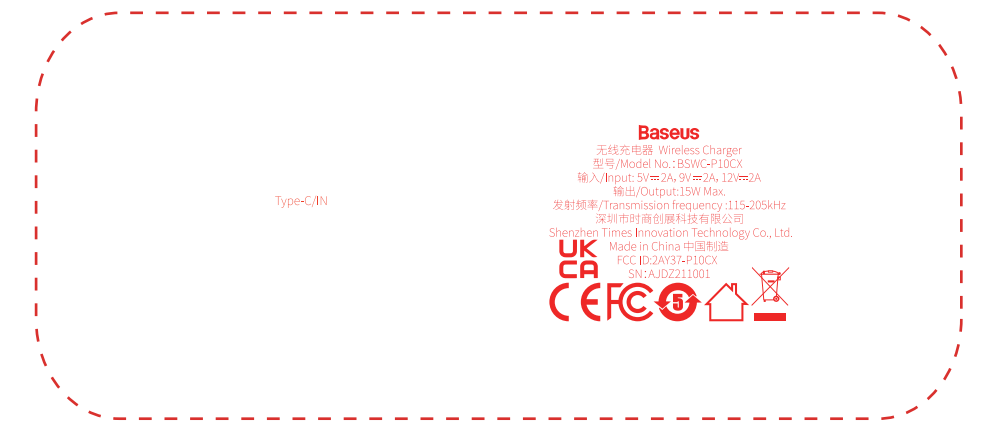 Type-C/IN
Baseus
无线充电器 Wireless Charger
型号/Model No.: BSWC-P10CX
输入/Input: 5V⎓2A, 9V⎓2A, 12V⎓2A
输出/Output:15W Max.
发射频率/Transmission frequency :115-205kHz
深圳市时商创展科技有限公司
Shenzhen Times Innovation Technology Co., Ltd.
Made in China 中国制造
FCC ID:2AY37-P10CX
SN: AJDZ211001
UK
CA
CE FC 5